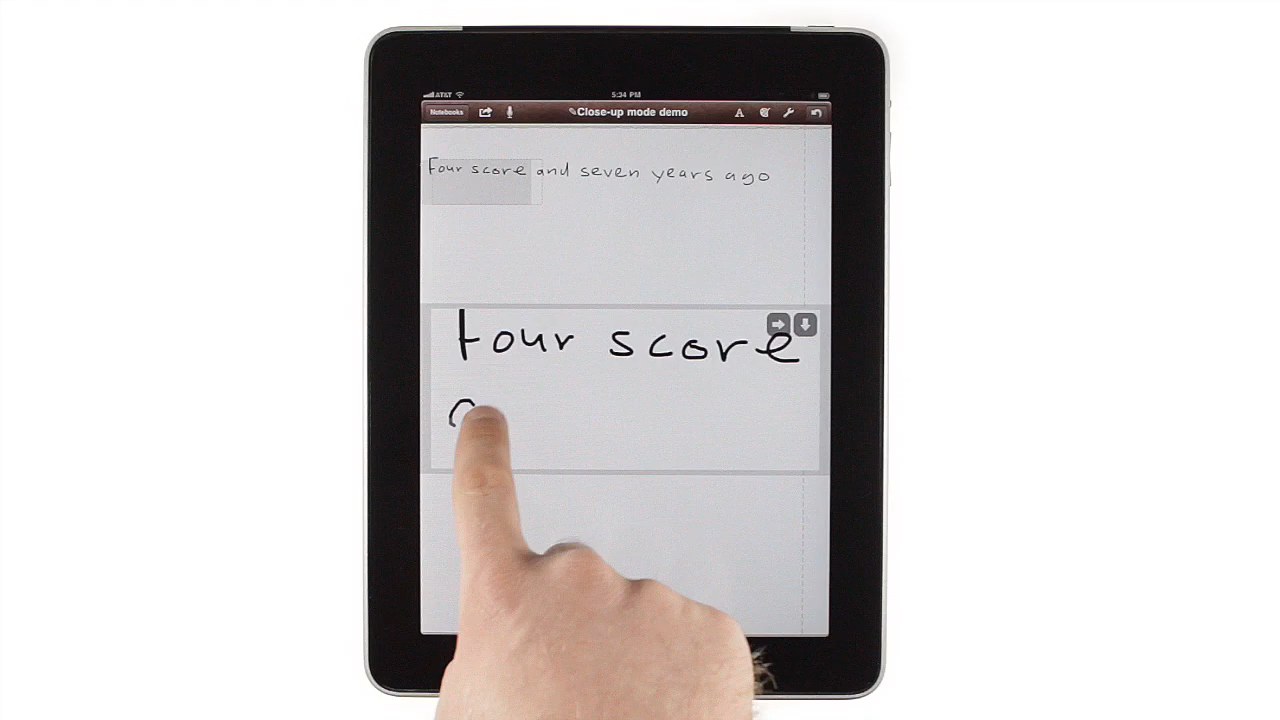 AT&T 5:34 PM
Notebooks Close-up mode demo A
Four score and seven years ago
Four score
a